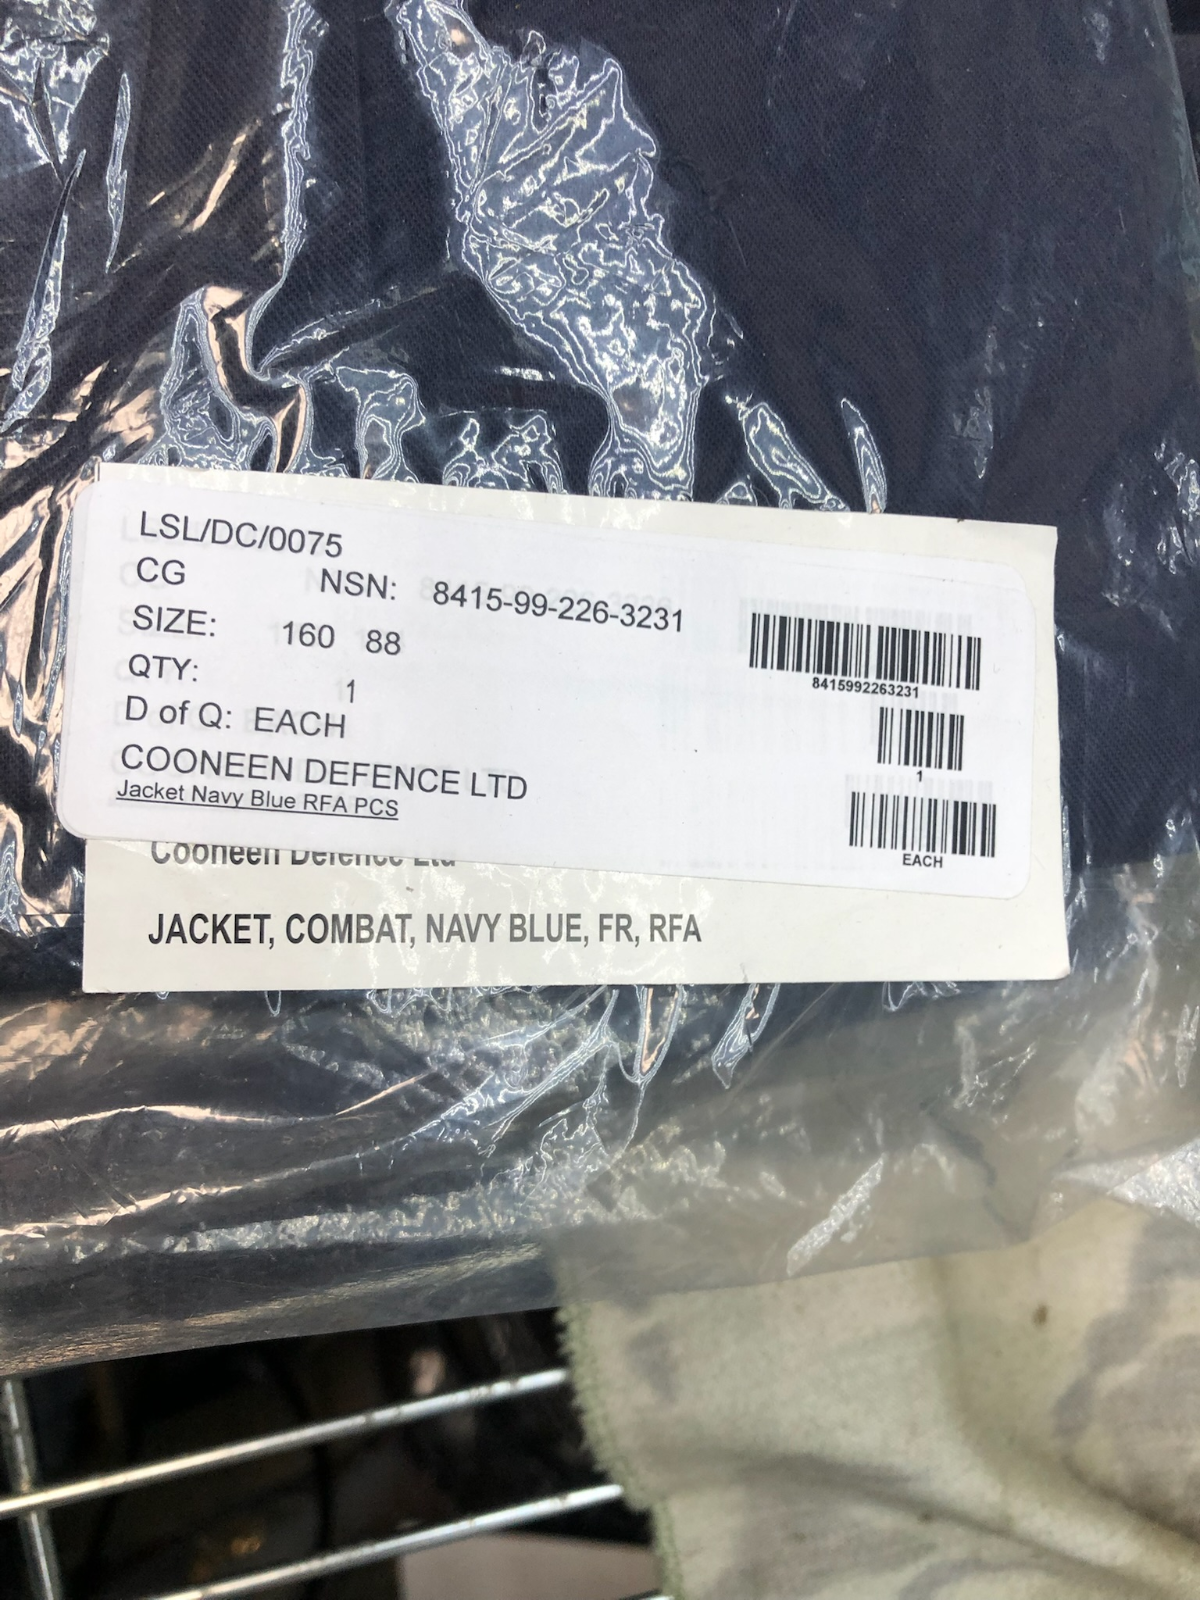 LSL/DC/0075
CG NSN: 8415-99-226-3231
SIZE: 160 88
QTY: 1
D of Q: EACH
COONEEN DEFENCE LTD
Jacket Navy Blue RFA PCS
8415992263231
1
EACH
Cooneen Defence Ltd
JACKET, COMBAT, NAVY BLUE, FR, RFA